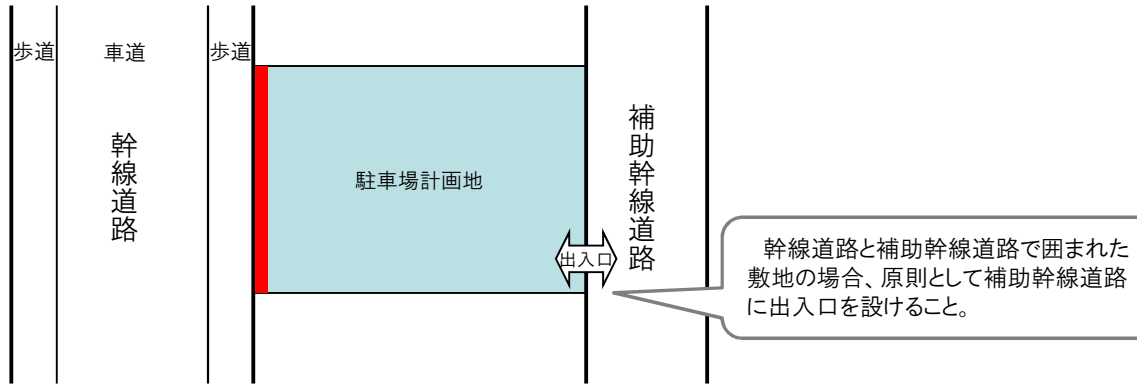 歩道
車道
歩道
幹線道路
駐車場計画地
補助幹線道路
出入口
幹線道路と補助幹線道路で囲まれた
敷地の場合、原則として補助幹線道路
に出入口を設けること。